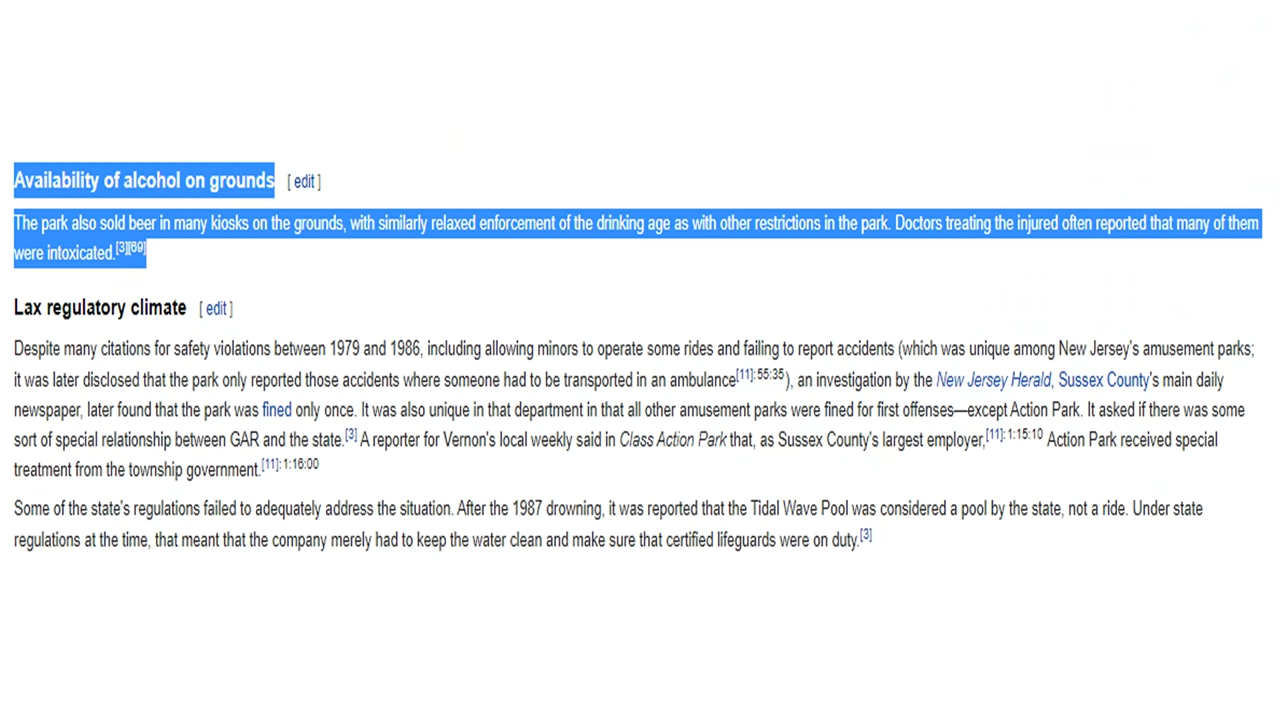 Availability of alcohol on grounds [ edit ]
The park also sold beer in many kiosks on the grounds, with similarly relaxed enforcement of the drinking age as with other restrictions in the park. Doctors treating the injured often reported that many of them
were intoxicated.[3][69]
Lax regulatory climate [ edit ]
Despite many citations for safety violations between 1979 and 1986, including allowing minors to operate some rides and failing to report accidents (which was unique among New Jersey's amusement parks;
it was later disclosed that the park only reported those accidents where someone had to be transported in an ambulance[11]:55:35), an investigation by the New Jersey Herald, Sussex County's main daily
newspaper, later found that the park was fined only once. It was also unique in that department in that all other amusement parks were fined for first offenses—except Action Park. It asked if there was some
sort of special relationship between GAR and the state.[3] A reporter for Vernon's local weekly said in Class Action Park that, as Sussex County's largest employer,[11]:1:15:10 Action Park received special
treatment from the township government.[11]:1:16:00
Some of the state's regulations failed to adequately address the situation. After the 1987 drowning, it was reported that the Tidal Wave Pool was considered a pool by the state, not a ride. Under state
regulations at the time, that meant that the company merely had to keep the water clean and make sure that certified lifeguards were on duty.[3]